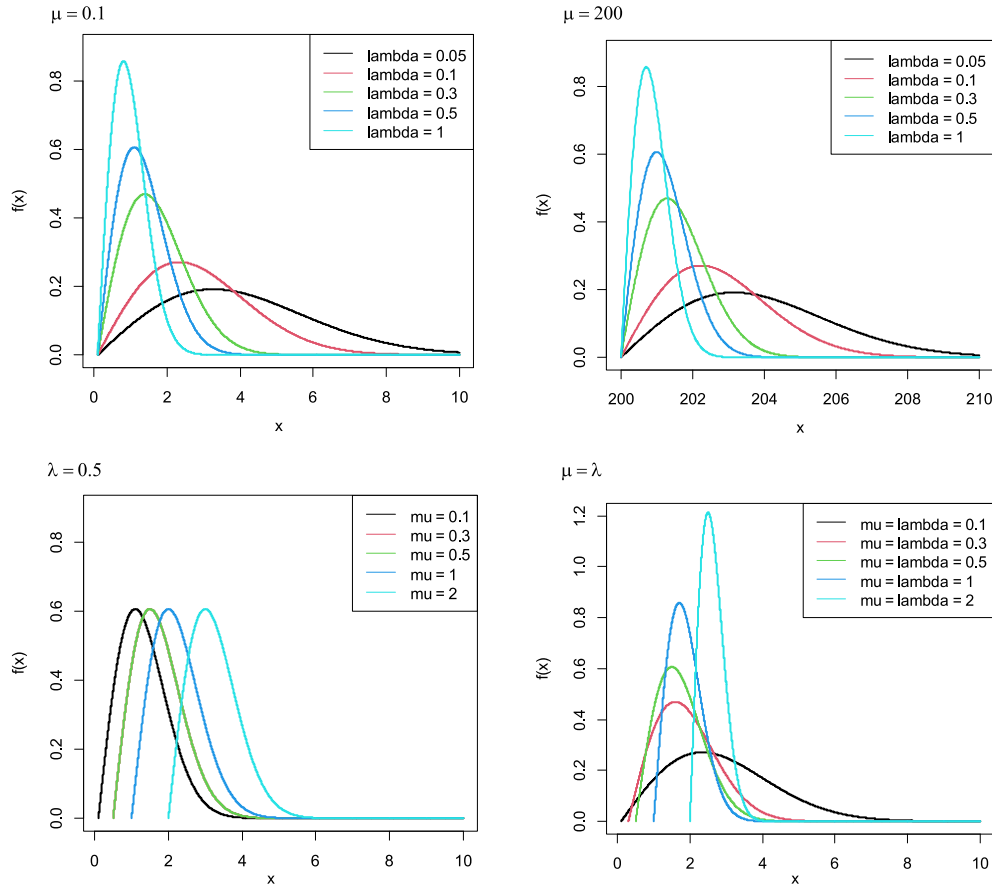 μ = 0.1
lambda = 0.05
lambda = 0.1
lambda = 0.3
lambda = 0.5
lambda = 1
f(x)
0.0
0.2
0.4
0.6
0.8
0
2
4
6
8
10
x
μ = 200
lambda = 0.05
lambda = 0.1
lambda = 0.3
lambda = 0.5
lambda = 1
f(x)
0.0
0.2
0.4
0.6
0.8
200
202
204
206
208
210
x
λ = 0.5
mu = 0.1
mu = 0.3
mu = 0.5
mu = 1
mu = 2
f(x)
0.0
0.2
0.4
0.6
0.8
0
2
4
6
8
10
x
μ = λ
mu = lambda = 0.1
mu = lambda = 0.3
mu = lambda = 0.5
mu = lambda = 1
mu = lambda = 2
f(x)
0.0
0.2
0.4
0.6
0.8
1.0
1.2
0
2
4
6
8
10
x